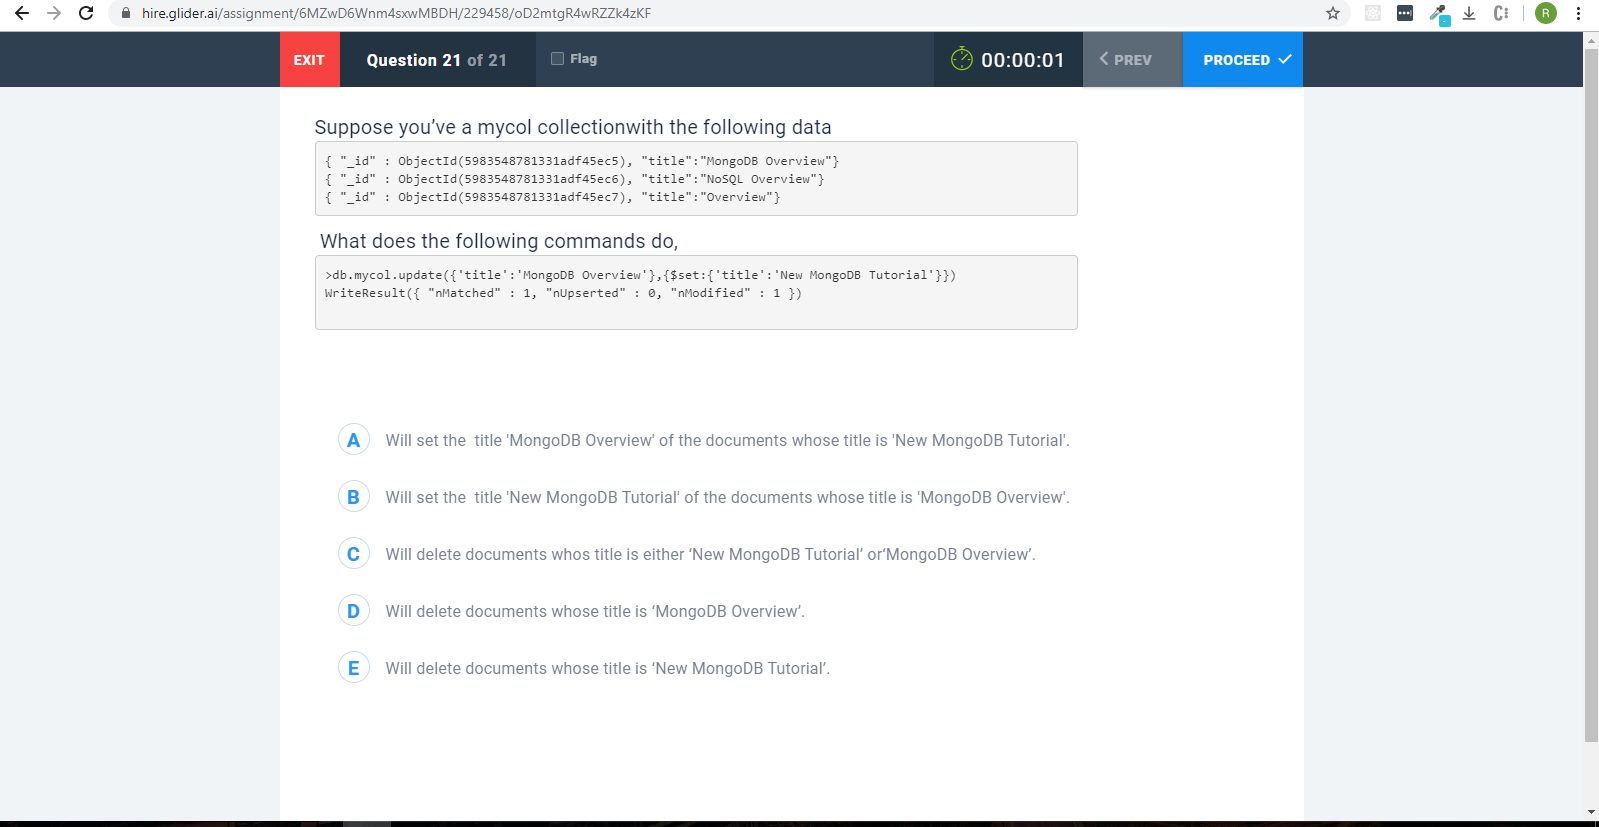 hire.glider.ai/assignment/6MZwD6Wnm4sxwMBDH/229458/oD2mtgR4wRZZk4zKF
R
EXIT
Question 21 of 21
Flag
00:00:01
PREV
PROCEED
Suppose you’ve a mycol collectionwith the following data
{ "_id" : ObjectId(5983548781331adf45ec5), "title":"MongoDB Overview"}
{ "_id" : ObjectId(5983548781331adf45ec6), "title":"NoSQL Overview"}
{ "_id" : ObjectId(5983548781331adf45ec7), "title":"Overview"}
What does the following commands do,
>db.mycol.update({'title':'MongoDB Overview'},{$set:{'title':'New MongoDB Tutorial'}})
WriteResult({ "nMatched" : 1, "nUpserted" : 0, "nModified" : 1 })
A Will set the  title 'MongoDB Overview' of the documents whose title is 'New MongoDB Tutorial'.
B Will set the  title 'New MongoDB Tutorial' of the documents whose title is 'MongoDB Overview'.
C Will delete documents whos title is either ‘New MongoDB Tutorial’ or‘MongoDB Overview’.
D Will delete documents whose title is ‘MongoDB Overview’.
E Will delete documents whose title is ‘New MongoDB Tutorial’.